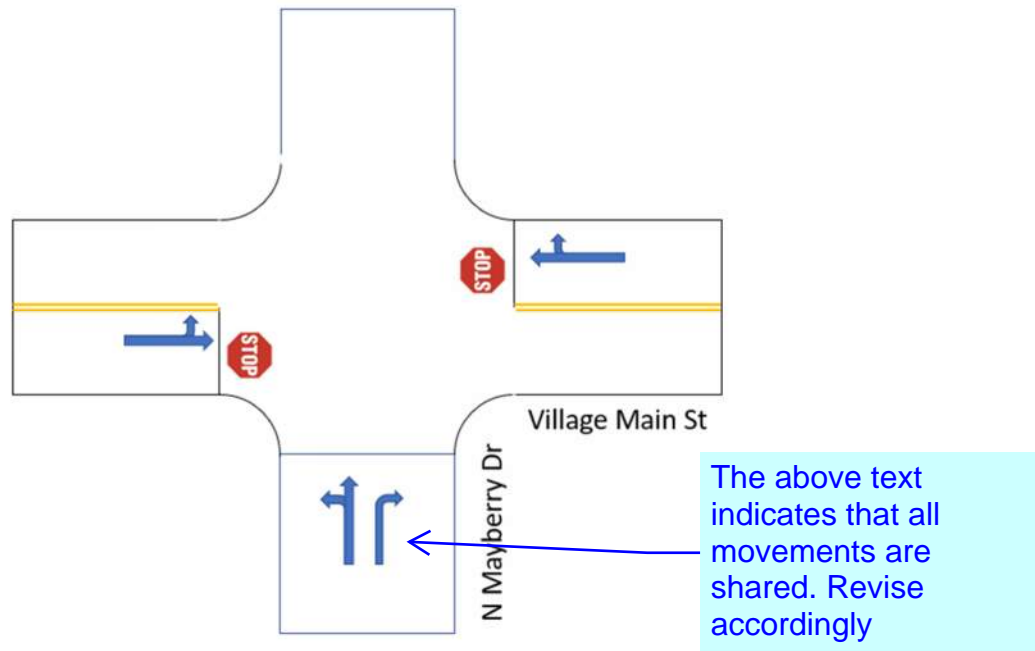 STOP
STOP
Village Main St
N Mayberry Dr
The above text
indicates that all
movements are
shared. Revise
accordingly